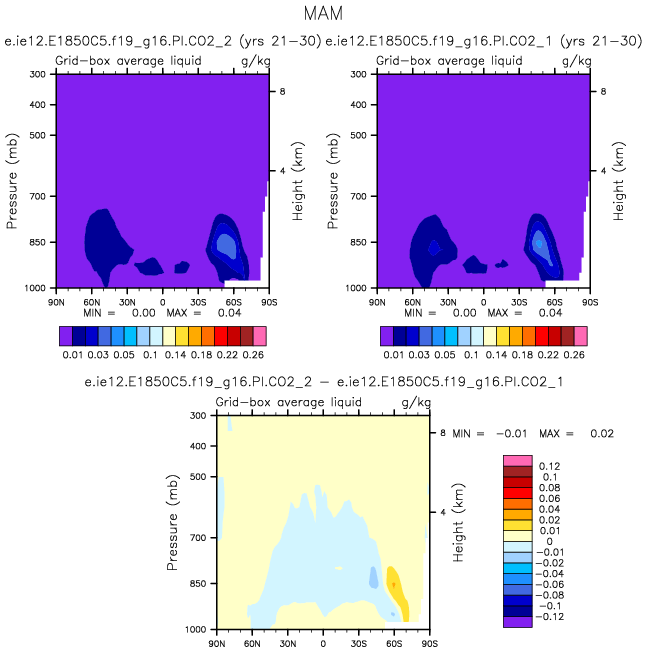 MAM
e.ie12.E1850C5.f19_g16.PI.CO2_2 (yrs 21-30) e.ie12.E1850C5.f19_g16.PI.CO2_1 (yrs 21-30)
Grid-box average liquid g/kg Grid-box average liquid g/kg
300 300
8 8
400 400
500 500
4 4
700 700
850 850
1000 1000
Pressure (mb) Height (km) Pressure (mb) Height (km)
90N 60N 30N 0 30S 60S 90S 90N 60N 30N 0 30S 60S 90S
MIN = 0.00 MAX = 0.04 MIN = 0.00 MAX = 0.04
0.01 0.03 0.05 0.1 0.14 0.18 0.22 0.26 0.01 0.03 0.05 0.1 0.14 0.18 0.22 0.26
e.ie12.E1850C5.f19_g16.PI.CO2_2 - e.ie12.E1850C5.f19_g16.PI.CO2_1
Grid-box average liquid g/kg
300
8
400
500
4
700
850
1000
Pressure (mb) Height (km)
90N 60N 30N 0 30S 60S 90S
MIN = -0.01 MAX = 0.02
0.12
0.1
0.08
0.06
0.04
0.02
0.01
0
-0.01
-0.02
-0.04
-0.06
-0.08
-0.1
-0.12